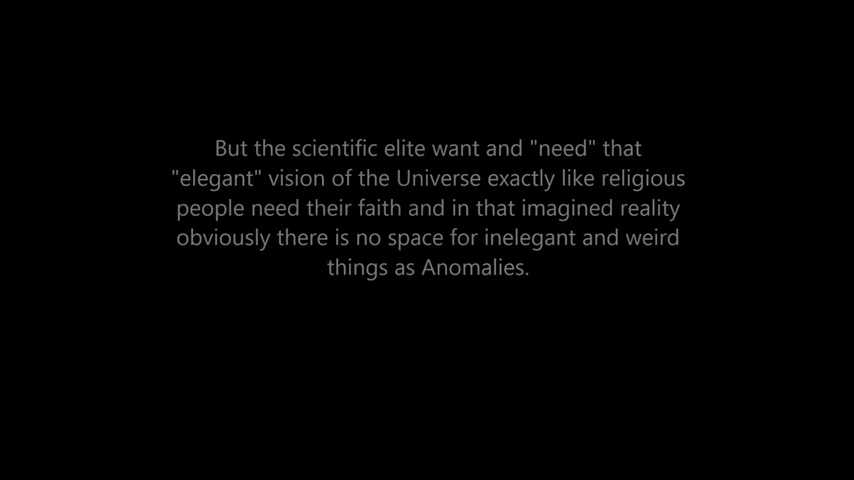 But the scientific elite want and "need" that
"elegant" vision of the Universe exactly like religious
people need their faith and in that imagined reality
obviously there is no space for inelegant and weird
things as Anomalies.